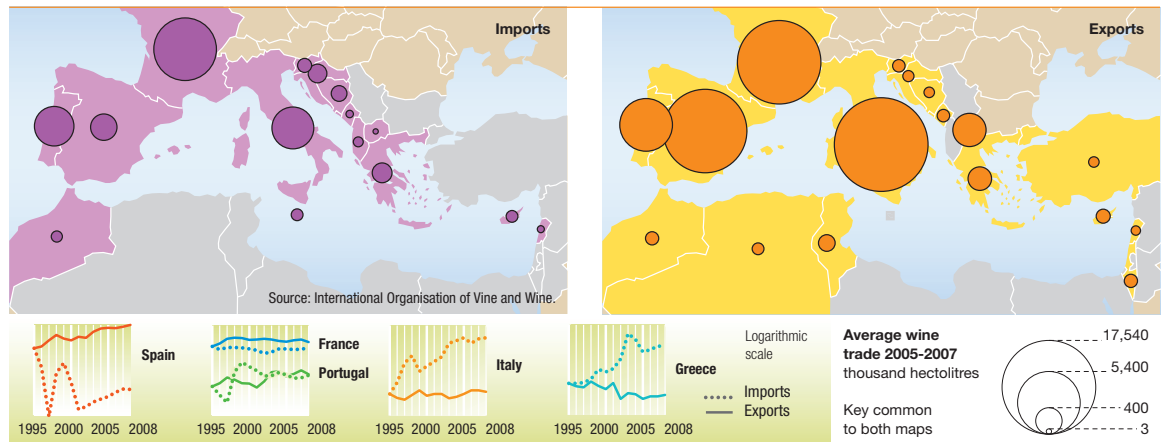 Imports
Exports
Source: International Organisation of Vine and Wine.
Spain
1995 2000 2005 2008
France
Portugal
1995 2000 2005 2008
Italy
1995 2000 2005 2008
Greece
1995 2000 2005 2008
Logarithmic
scale
Imports
Exports
Average wine
trade 2005-2007
thousand hectolitres
Key common
to both maps
17,540
5,400
400
3